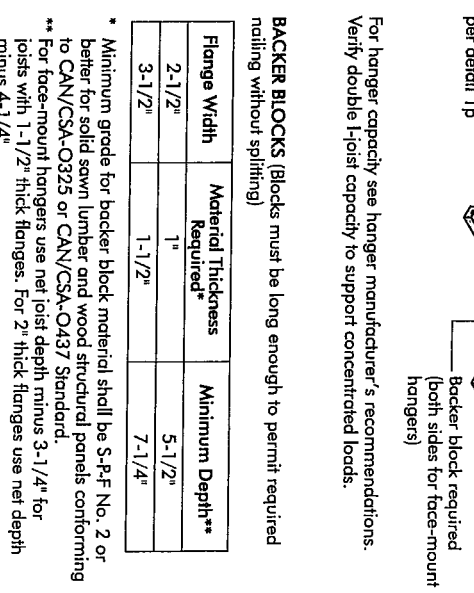 per detail 1p
Backer block required
(both sides for face-mount
hangers)
For hanger capacity see hanger manufacturer's recommendations.
Verify double I-joist capacity to support concentrated loads.
BACKER BLOCKS (Blocks must be long enough to permit required
nailing without splitting)
Flange Width Material Thickness Required* Minimum Depth**
2-1/2" 1" 5-1/2"
3-1/2" 1-1/2" 7-1/4"
* Minimum grade for backer block material shall be S-P-F No. 2 or
better for solid sawn lumber and wood structural panels conforming
to CAN/CSA-O325 or CAN/CSA-O437 Standard.
** For face-mount hangers use net joist depth minus 3-1/4" for
joists with 1-1/2" thick flanges. For 2" thick flanges use net depth
minus 4-1/4"